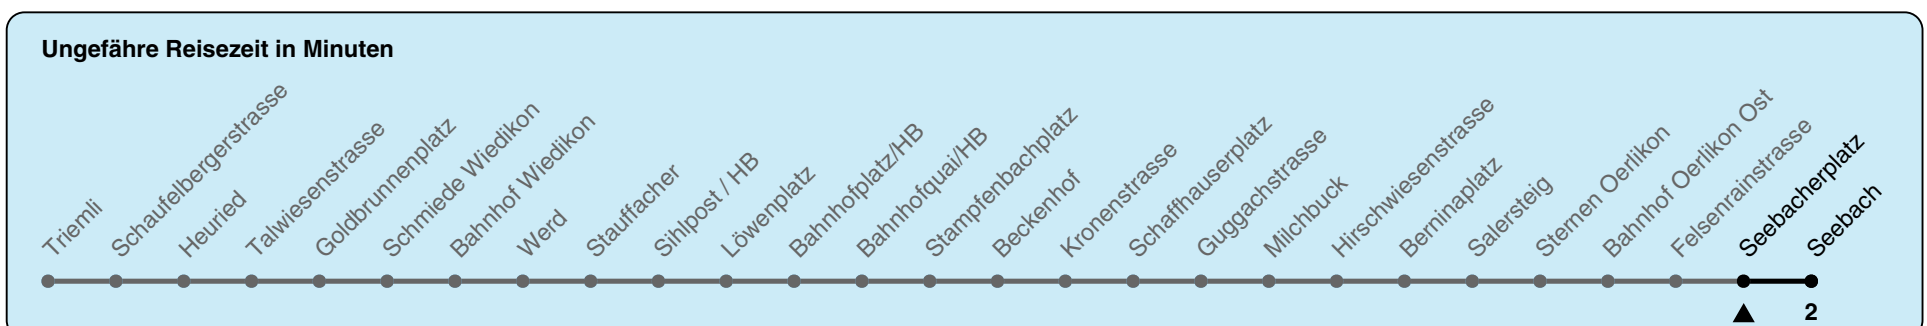 Ungefähre Reisezeit in Minuten
Triemli
Schaufelbergerstrasse
Heuried
Talwiesenstrasse
Goldbrunnenplatz
Schmiede Wiedikon
Bahnhof Wiedikon
Werd
Stauffacher
Sihlpost / HB
Löwenplatz
Bahnhofplatz/HB
Bahnhofquai/HB
Stampfenbachplatz
Beckenhof
Kronenstrasse
Schaffhauserplatz
Guggachstrasse
Milchbuck
Hirschwiesenstrasse
Berninaplatz
Salersteig
Sternen Oerlikon
Bahnhof Oerlikon Ost
Felsenrainstrasse
Seebacherplatz
Seebach
2